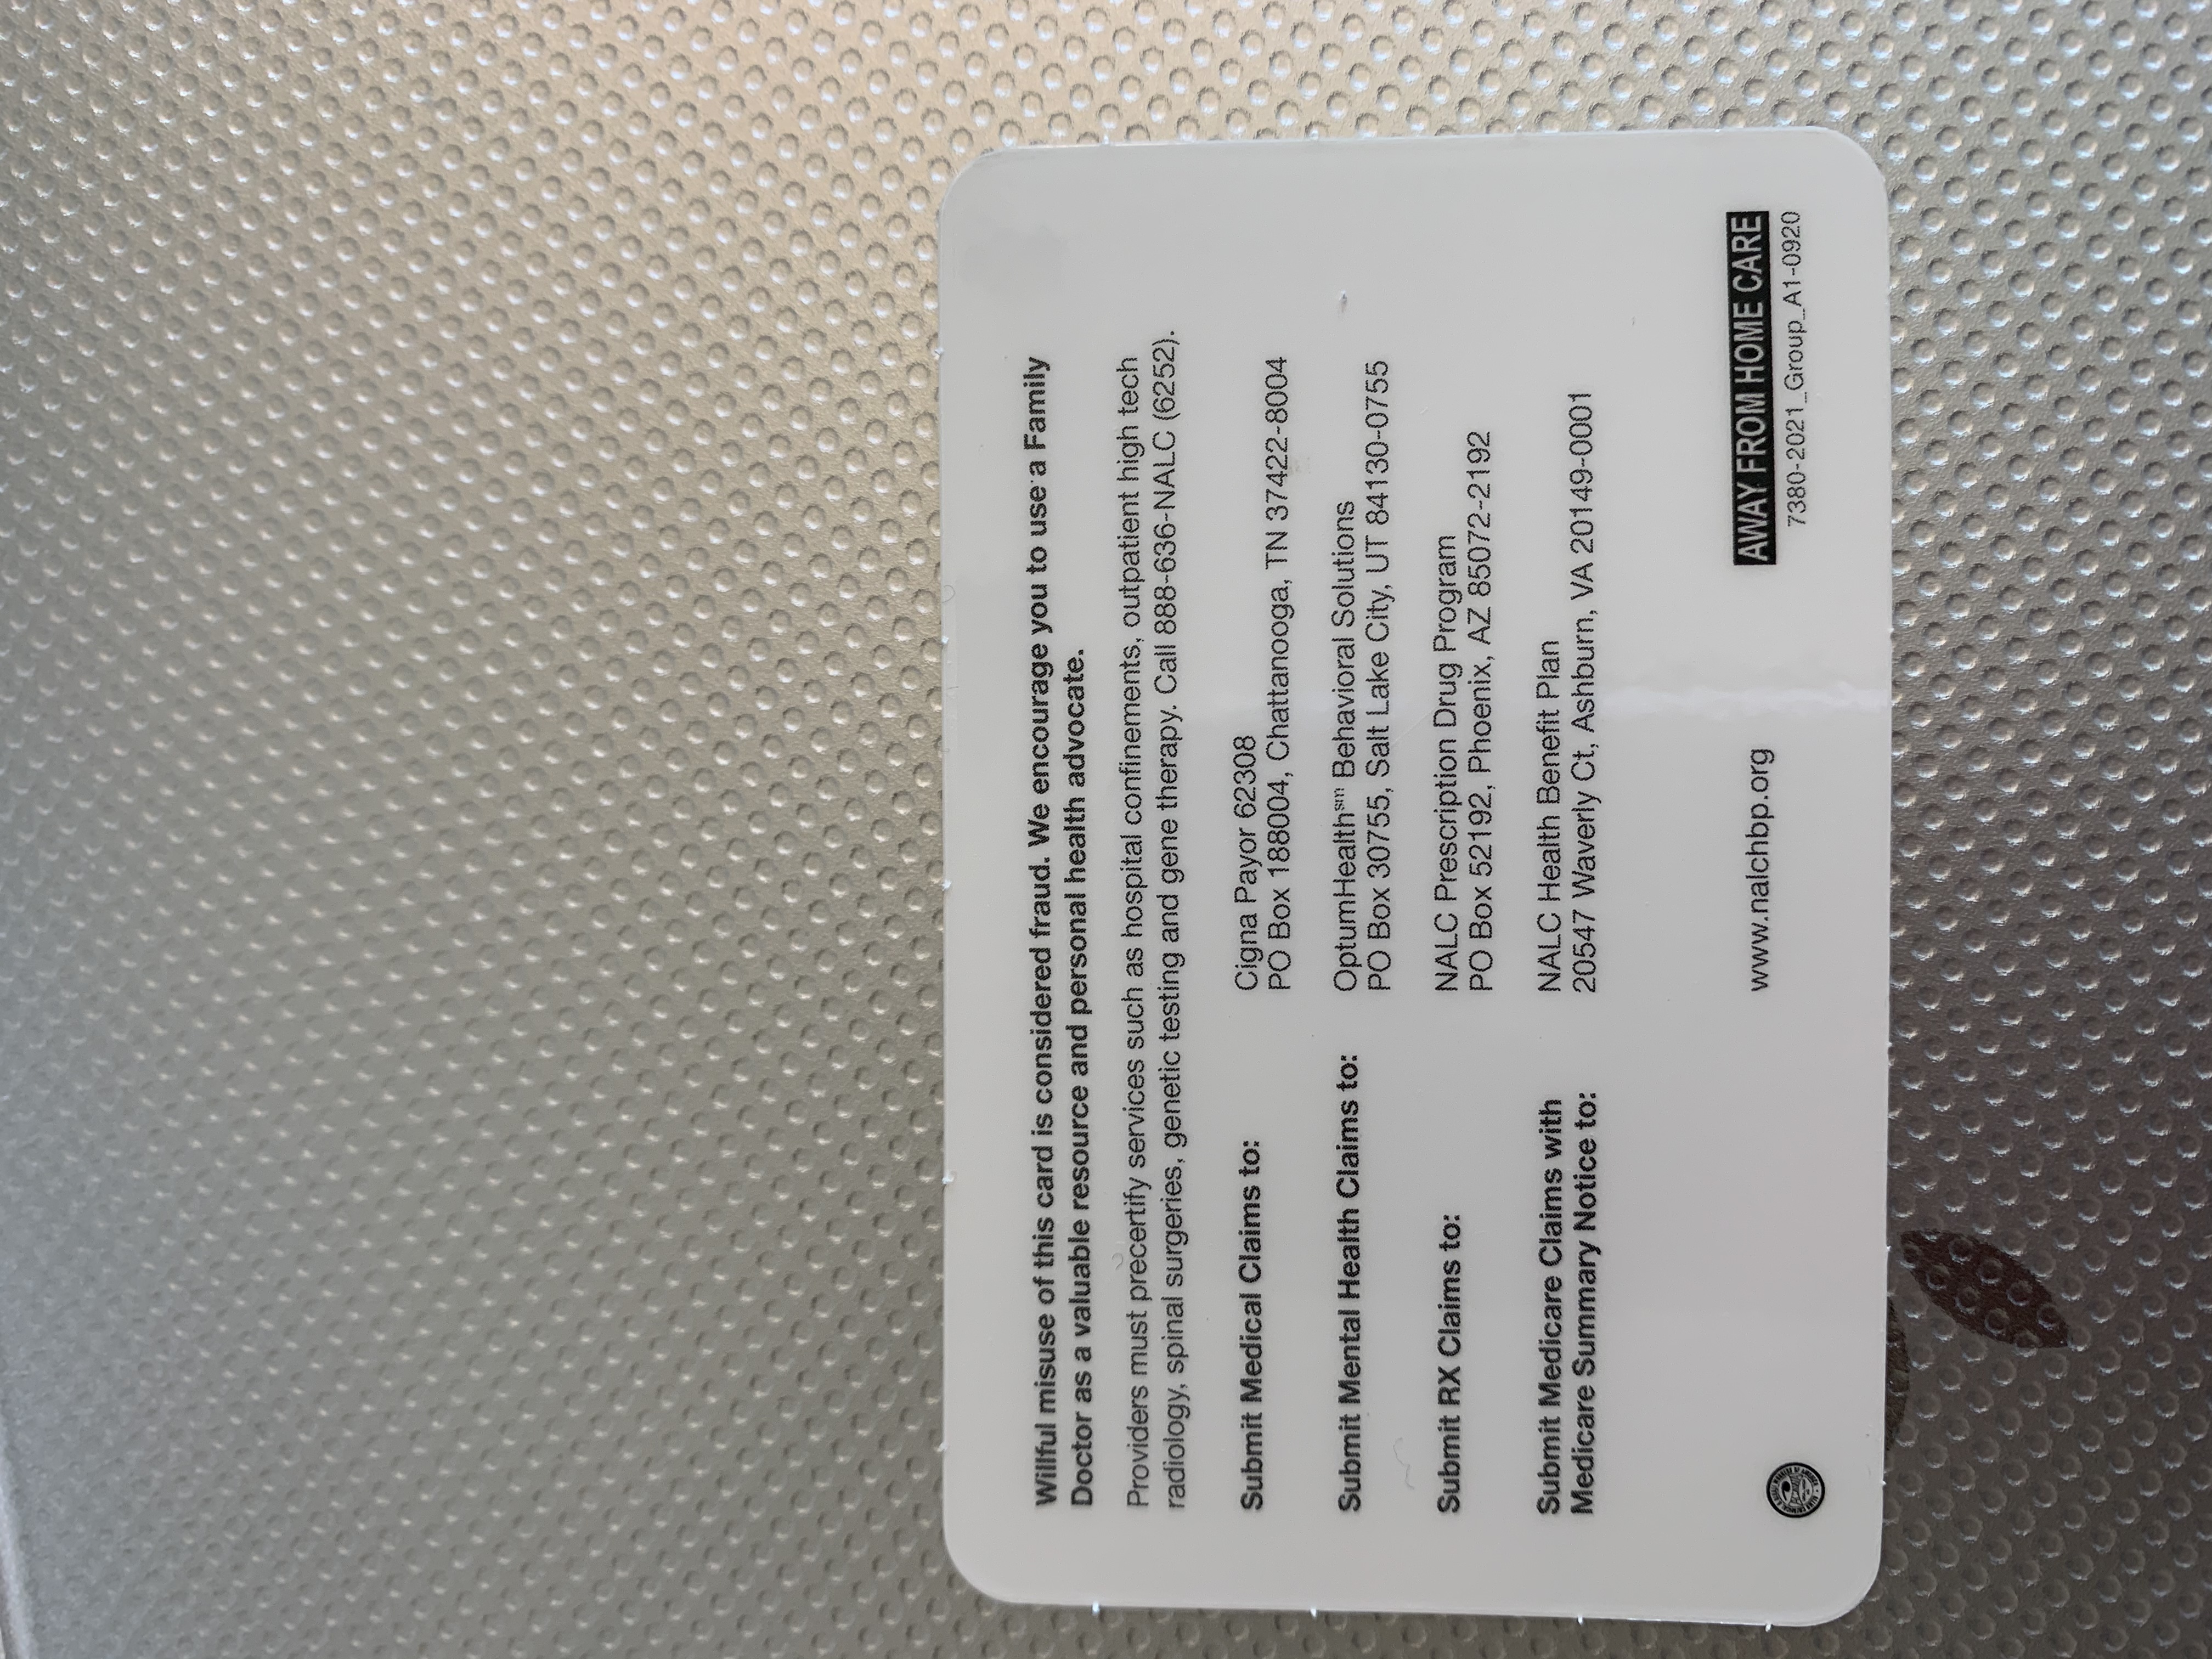 Willful misuse of this card is considered fraud. We encourage you to use a Family
Doctor as a valuable resource and personal health advocate.
Providers must precertify services such as hospital confinements, outpatient high tech
radiology, spinal surgeries, genetic testing and gene therapy. Call 888-636-NALC (6252).
Submit Medical Claims to: Cigna Payor 62308
PO Box 188004, Chattanooga, TN 37422-8004
Submit Mental Health Claims to: OptumHealth℠ Behavioral Solutions
PO Box 30755, Salt Lake City, UT 84130-0755
Submit RX Claims to: NALC Prescription Drug Program
PO Box 52192, Phoenix, AZ 85072-2192
Submit Medicare Claims with NALC Health Benefit Plan
Medicare Summary Notice to: 20547 Waverly Ct, Ashburn, VA 20149-0001
www.nalchbp.org
AWAY FROM HOME CARE
7380-2021_Group_A1-0920